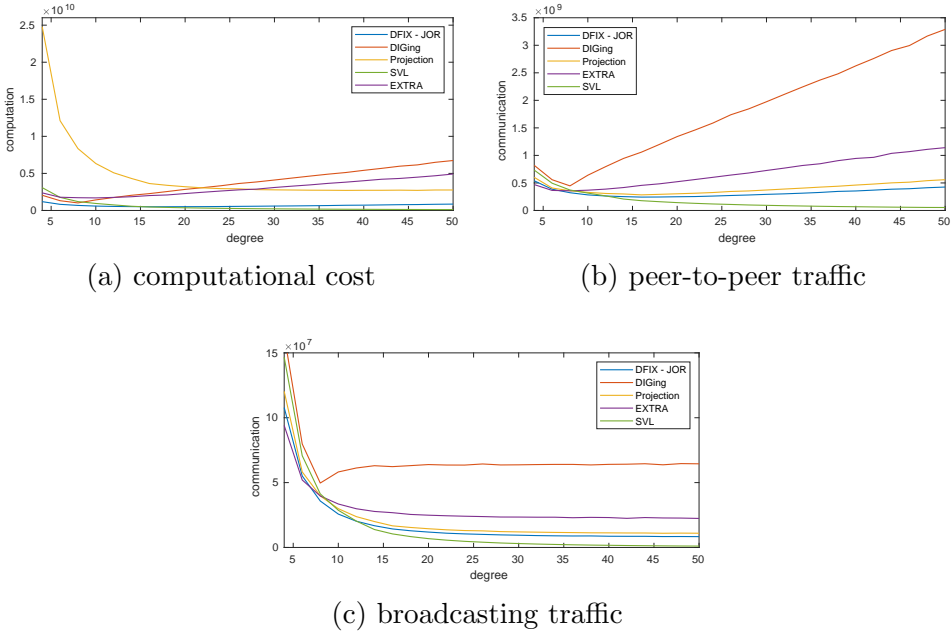 ×10^10
2.5
2
1.5
1
0.5
0
computation
5 10 15 20 25 30 35 40 45 50
degree
DFIX - JOR
DIGing
Projection
SVL
EXTRA
(a) computational cost
×10^9
3.5
3
2.5
2
1.5
1
0.5
0
communication
5 10 15 20 25 30 35 40 45 50
degree
DFIX - JOR
DIGing
EXTRA
Projection
SVL
(b) peer-to-peer traffic
×10^7
15
10
5
0
communication
5 10 15 20 25 30 35 40 45 50
degree
DFIX - JOR
DIGing
Projection
EXTRA
SVL
(c) broadcasting traffic